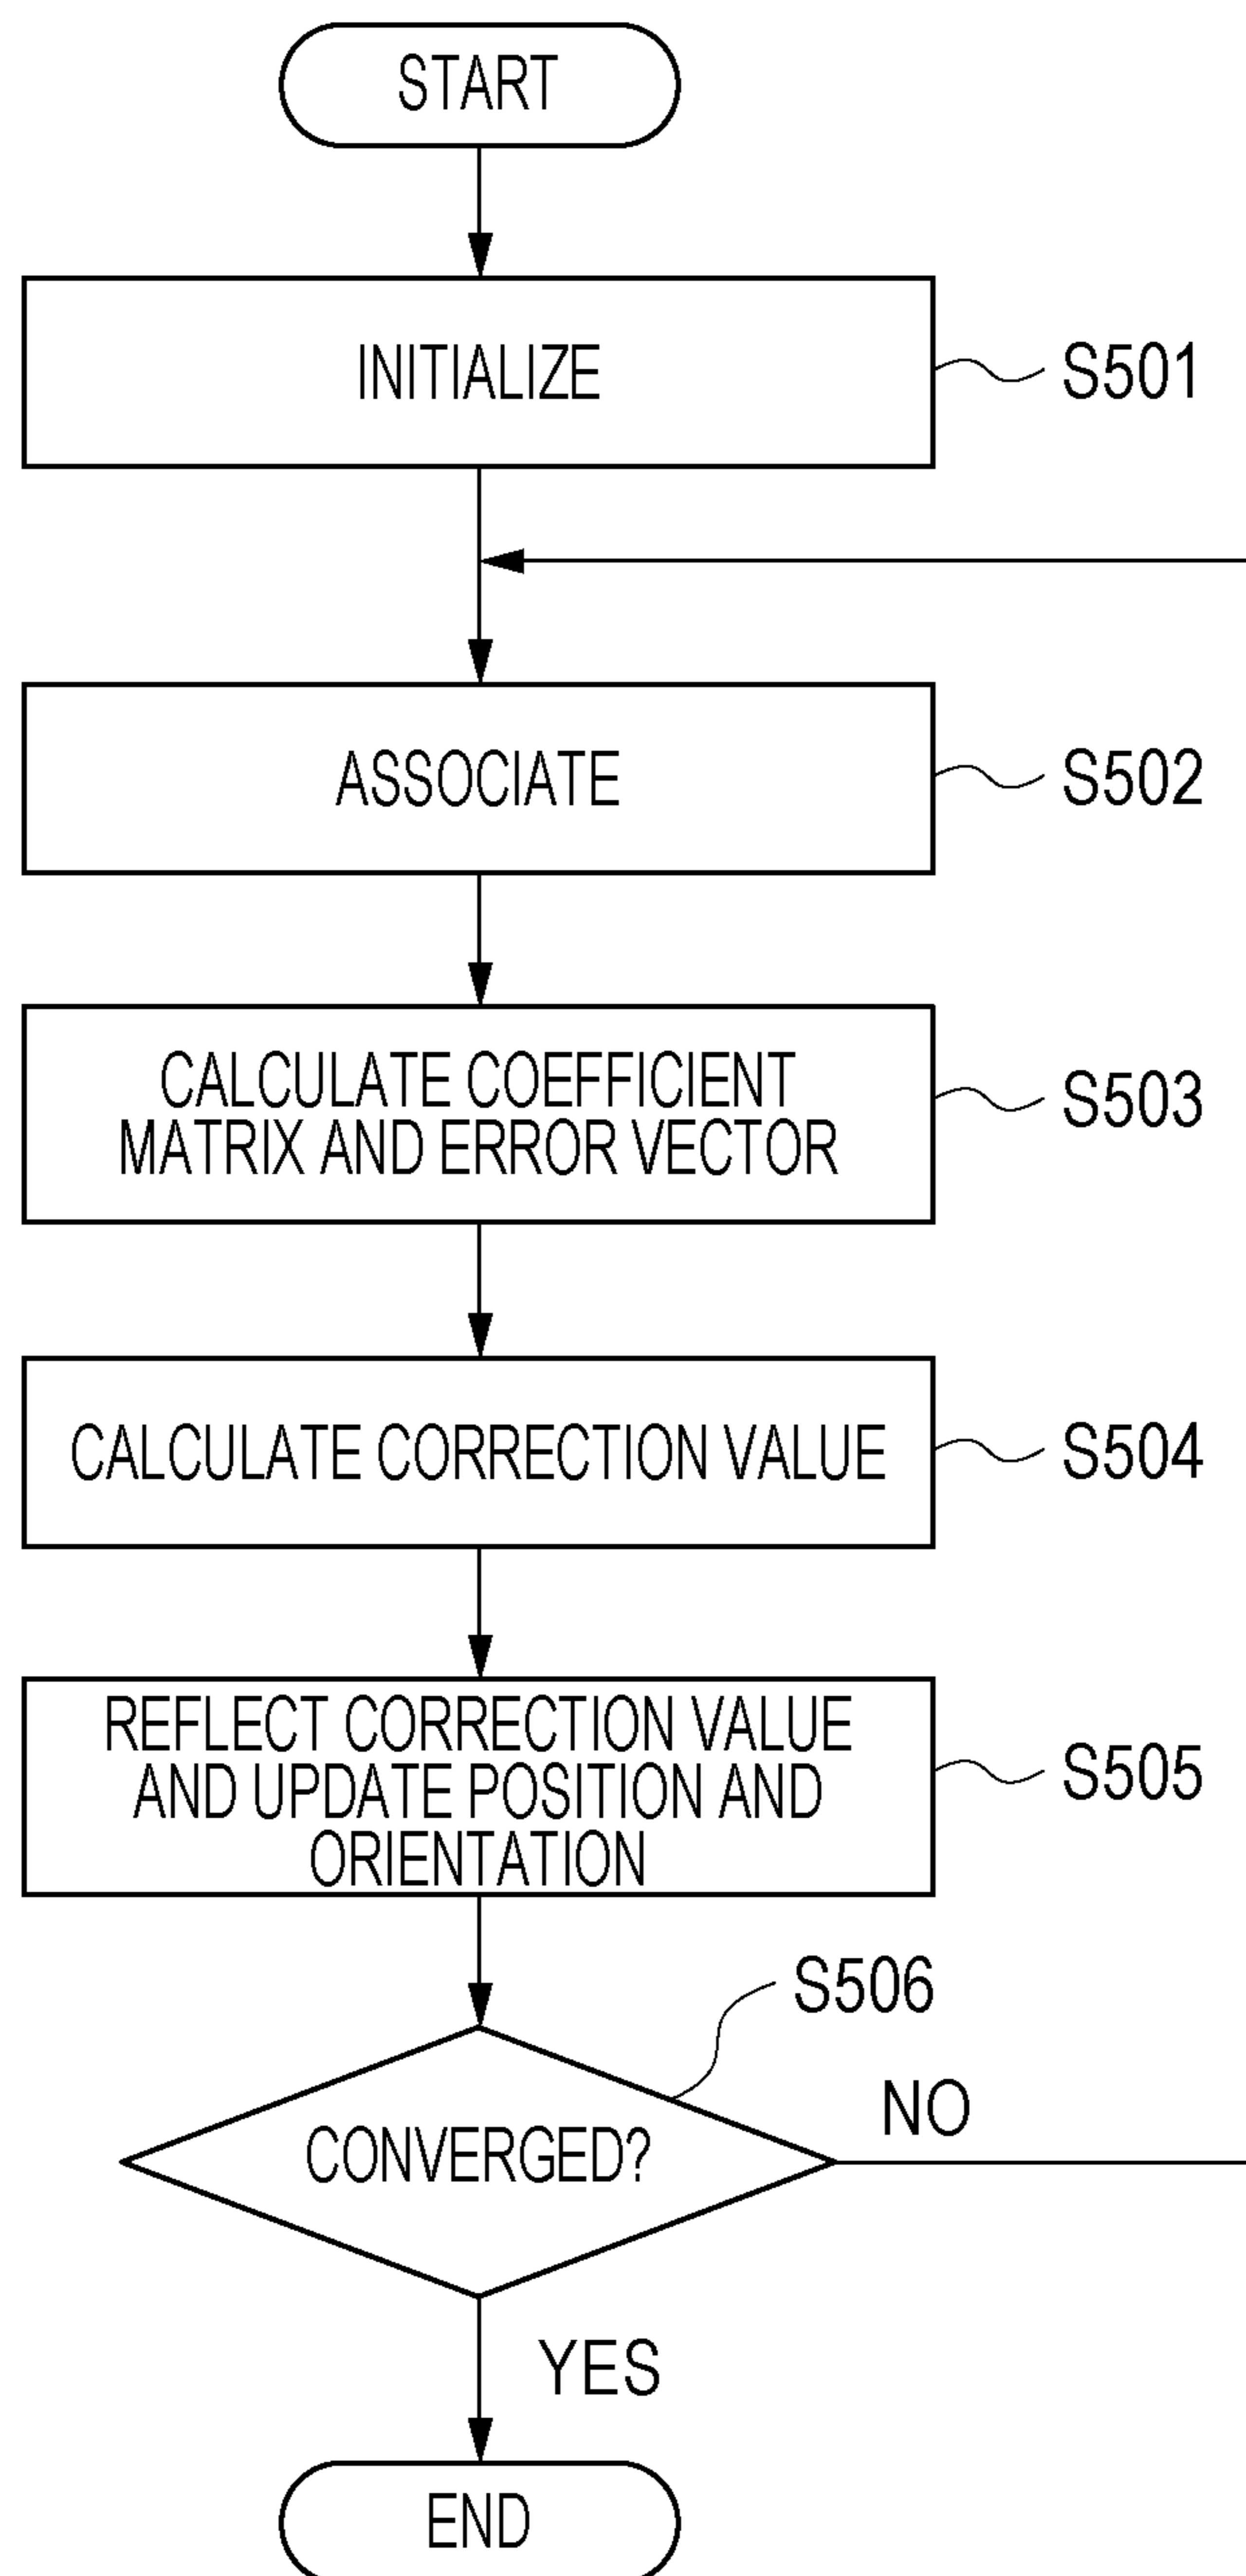 START
INITIALIZE
S501
ASSOCIATE
S502
CALCULATE COEFFICIENT
MATRIX AND ERROR VECTOR
S503
CALCULATE CORRECTION VALUE
S504
REFLECT CORRECTION VALUE
AND UPDATE POSITION AND
ORIENTATION
S505
S506
CONVERGED?
NO
YES
END